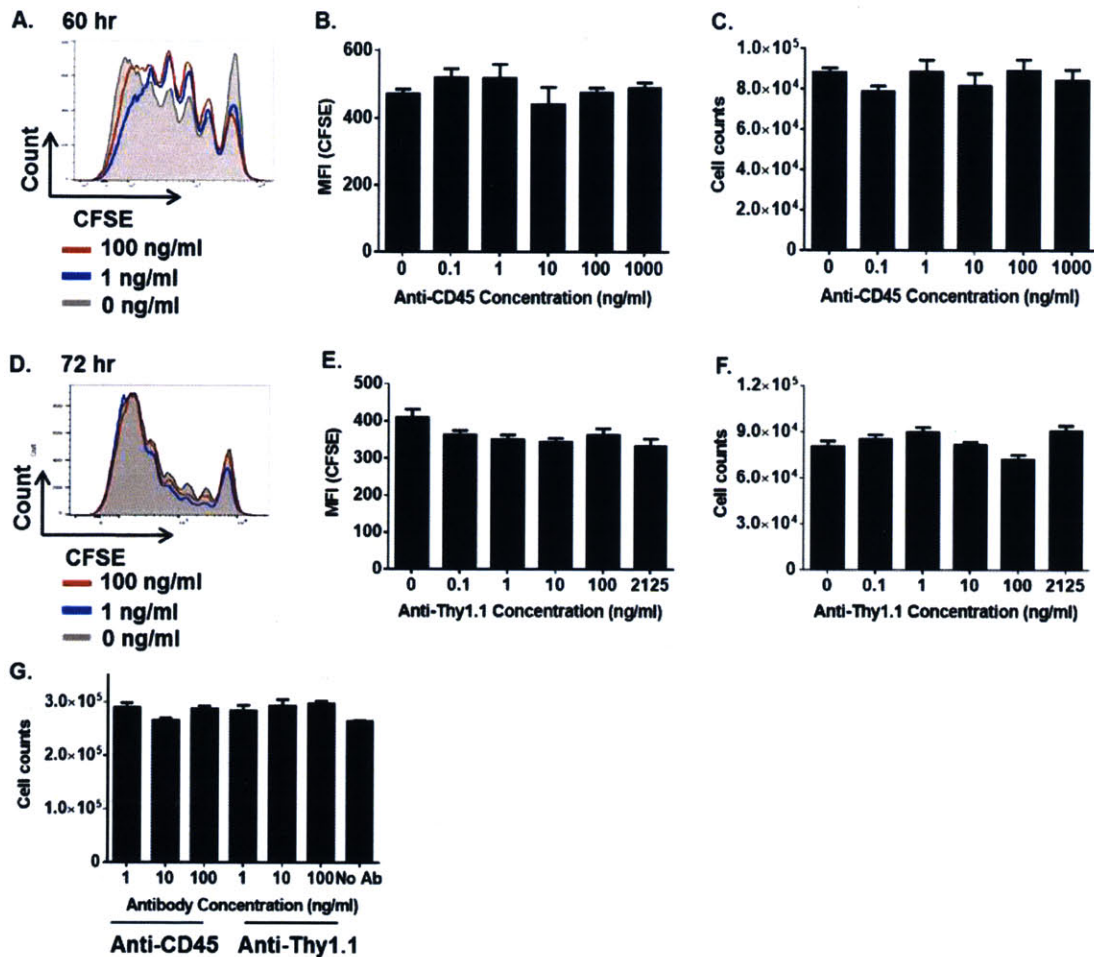 A. 60 hr
Count
CFSE
100 ng/ml
1 ng/ml
0 ng/ml
B.
MFI (CFSE)
600
400
200
0
0 0.1 1 10 100 1000
Anti-CD45 Concentration (ng/ml)
C.
Cell counts
1.0×10⁵
8.0×10⁴
6.0×10⁴
4.0×10⁴
2.0×10⁴
0
0 0.1 1 10 100 1000
Anti-CD45 Concentration (ng/ml)
D. 72 hr
Count
CFSE
100 ng/ml
1 ng/ml
0 ng/ml
E.
MFI (CFSE)
500
400
300
200
100
0
0 0.1 1 10 100 2125
Anti-Thy1.1 Concentration (ng/ml)
F.
Cell counts
1.2×10⁵
9.0×10⁴
6.0×10⁴
3.0×10⁴
0
0 0.1 1 10 100 2125
Anti-Thy1.1 Concentration (ng/ml)
G.
Cell counts
3.0×10⁵
2.0×10⁵
1.0×10⁵
0
1 10 100 1 10 100 No Ab
Antibody Concentration (ng/ml)
Anti-CD45 Anti-Thy1.1